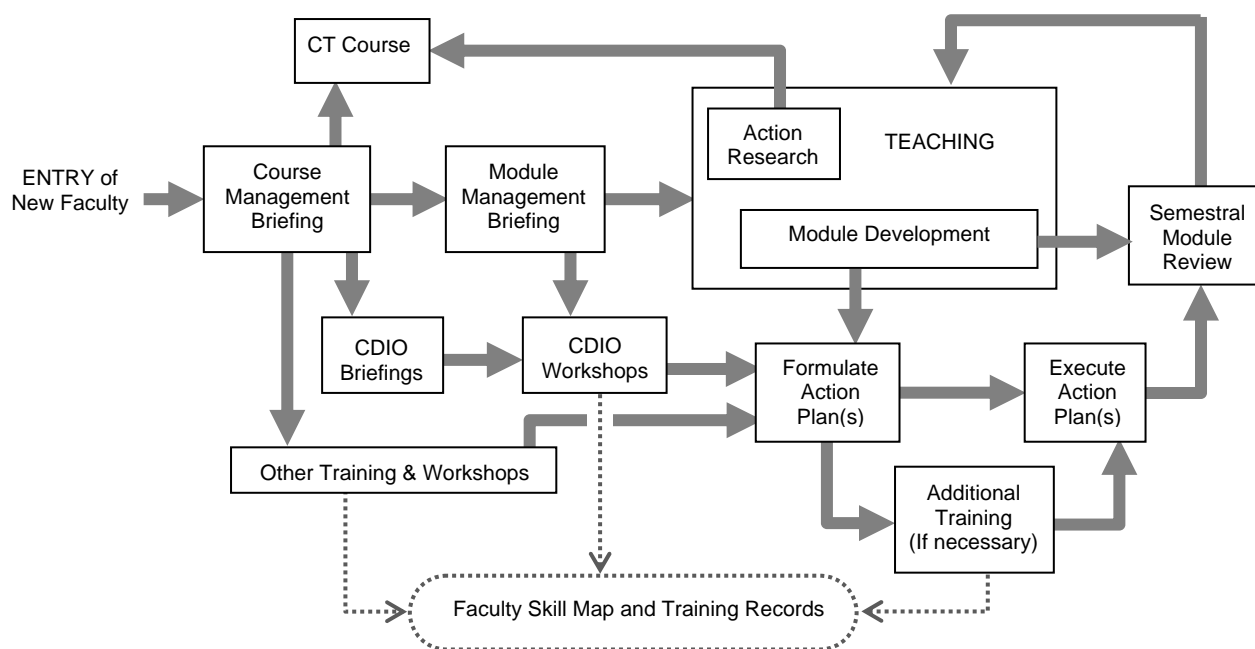 CT Course
Action
Research
TEACHING
ENTRY of
New Faculty
Course
Management
Briefing
Module
Management
Briefing
Module Development
Semestral
Module
Review
CDIO
Briefings
CDIO
Workshops
Formulate
Action
Plan(s)
Execute
Action
Plan(s)
Other Training & Workshops
Additional
Training
(If necessary)
Faculty Skill Map and Training Records